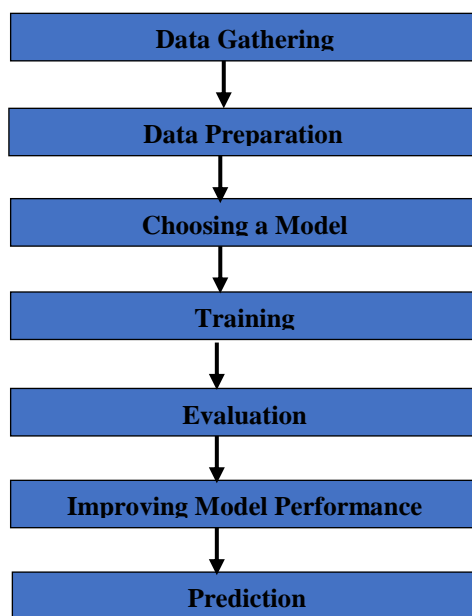 Data Gathering
Data Preparation
Choosing a Model
Training
Evaluation
Improving Model Performance
Prediction